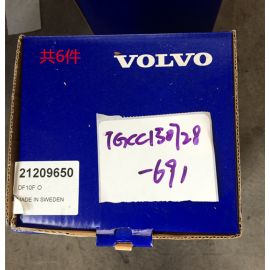 共6件
VOLVO
TGCC130728
-691
21209650
DF10F O
MADE IN SWEDEN